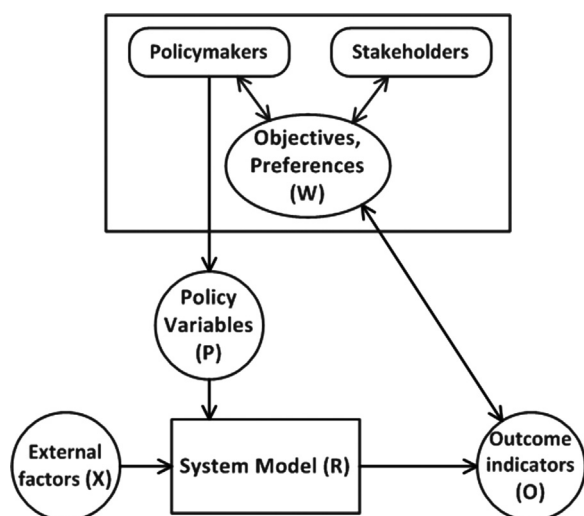 Policymakers
Stakeholders
Objectives,
Preferences
(W)
Policy
Variables
(P)
External
factors (X)
System Model (R)
Outcome
indicators
(O)